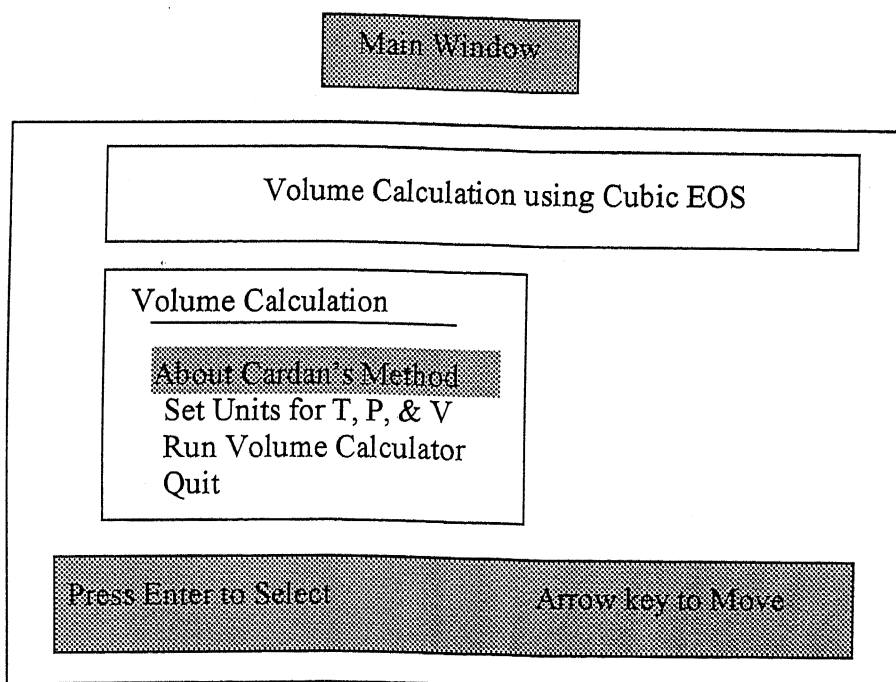 Main Window
Volume Calculation using Cubic EOS
Volume Calculation
About Cardan's Method
Set Units for T, P, & V
Run Volume Calculator
Quit
Press Enter to Select Arrow key to Move